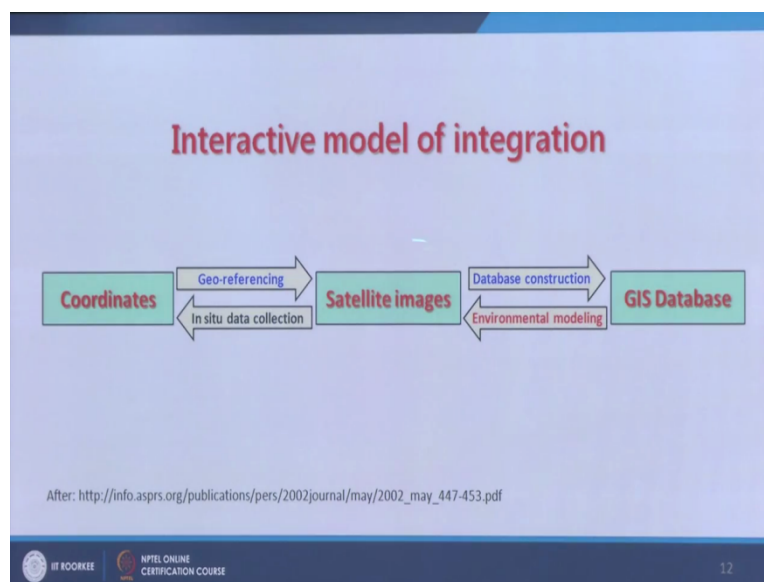 Interactive model of integration
Geo-referencing
Database construction
Coordinates
Satellite images
GIS Database
In situ data collection
Environmental modeling
After: http://info.asprs.org/publications/pers/2002journal/may/2002_may_447-453.pdf
IIT ROORKEE
NPTEL ONLINE
CERTIFICATION COURSE
12